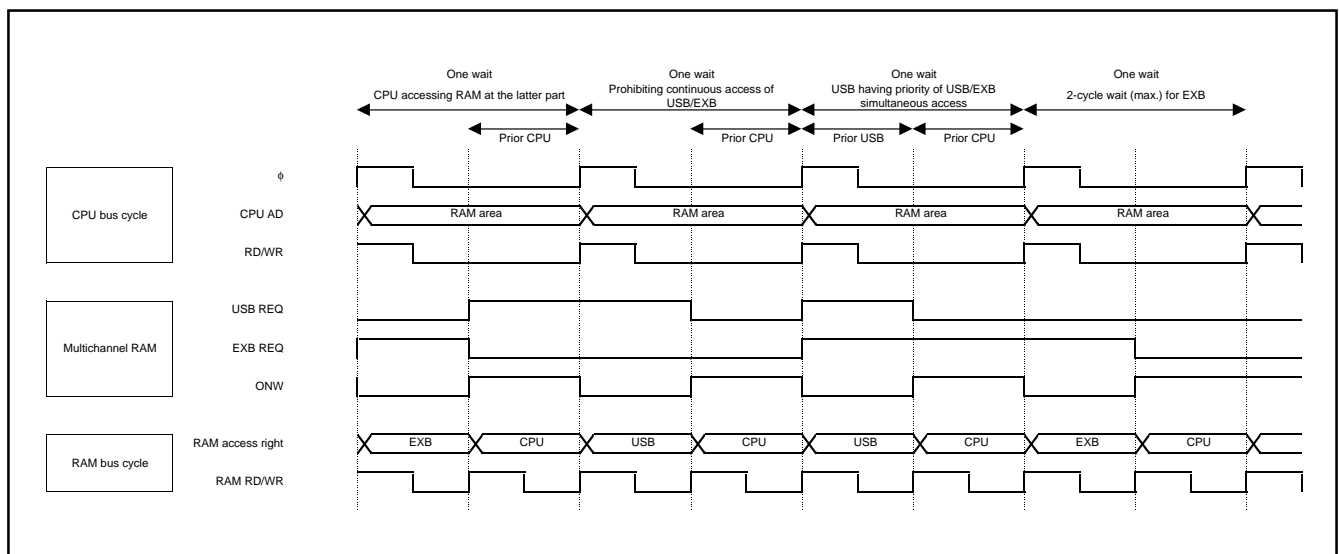 One wait
CPU accessing RAM at the latter part
One wait
Prohibiting continuous access of
USB/EXB
One wait
USB having priority of USB/EXB
simultaneous access
One wait
2-cycle wait (max.) for EXB
Prior CPU
Prior CPU
Prior USB
Prior CPU
CPU bus cycle
φ
CPU AD
RAM area
RAM area
RAM area
RAM area
RD/WR
Multichannel RAM
USB REQ
EXB REQ
ONW
RAM bus cycle
RAM access right
EXB
CPU
USB
CPU
USB
CPU
EXB
CPU
RAM RD/WR